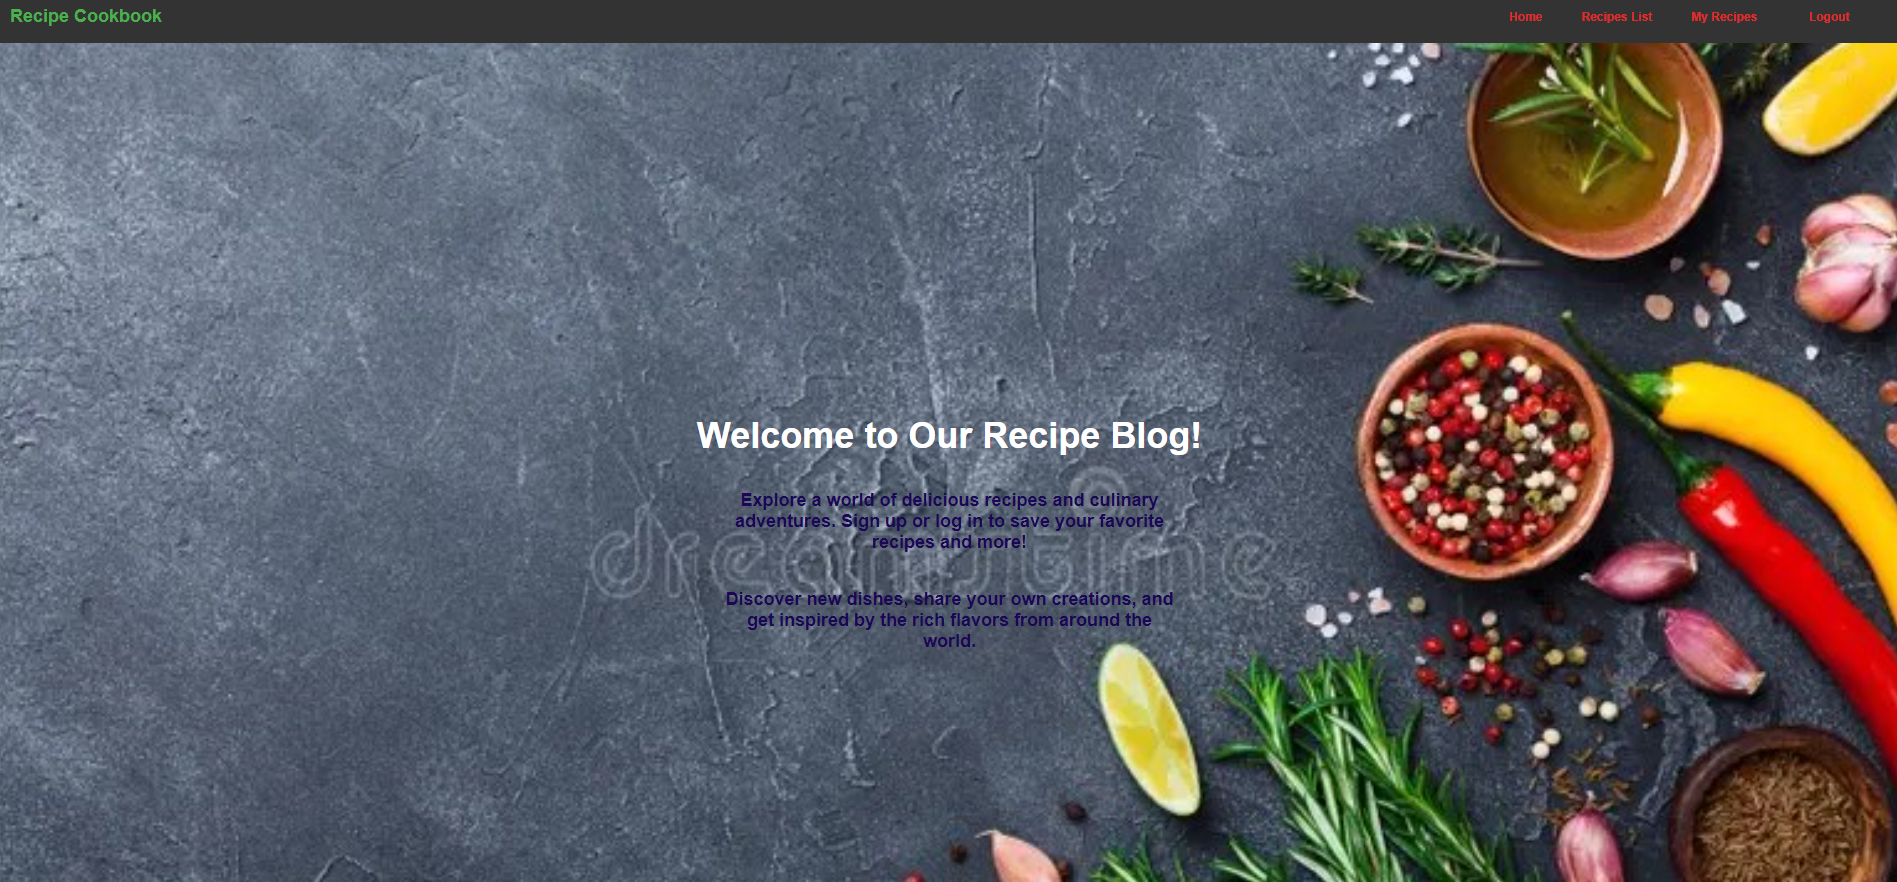 Recipe Cookbook
Home Recipes List My Recipes Logout
Welcome to Our Recipe Blog!
Explore a world of delicious recipes and culinary
adventures. Sign up or log in to save your favorite
recipes and more!
dreamstime
Discover new dishes, share your own creations, and
get inspired by the rich flavors from around the
world.